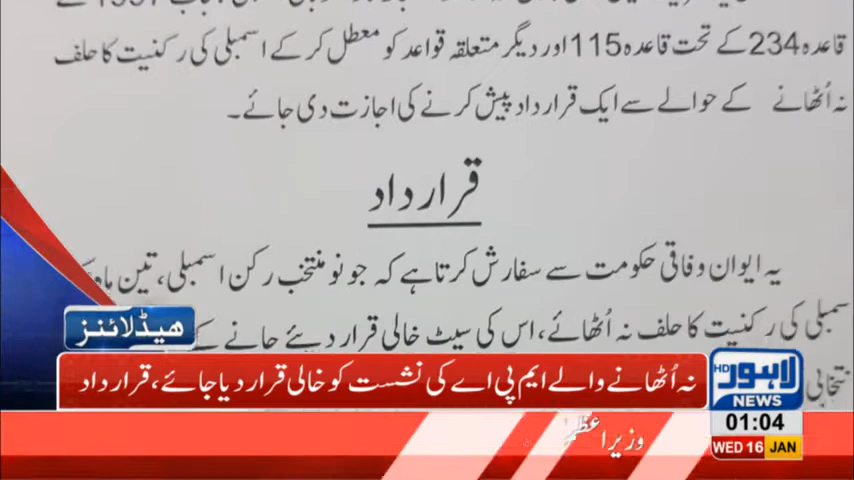 قاعدہ 234 کے تحت قاعدہ 115 اور دیگر متعلقہ قواعد کو معطل کر کے اسمبلی کی رکنیت کا حلف
نہ اُٹھانے کے حوالے سے ایک قرارداد پیش کرنے کی اجازت دی جائے۔
قرارداد
یہ ایوان وفاقی حکومت سے سفارش کرتا ہے کہ جو نو منتخب رکن اسمبلی، تین ماہ
سمبلی کی رکنیت کا حلف نہ اُٹھائے، اس کی سیٹ خالی قرار دیئے جانے کے
ھیڈلائنز
نہ اُٹھانے والے ایم پی اے کی نشست کو خالی قرار دیا جائے، قرارداد
HD لاہور
NEWS
01:04
WED 16 JAN
وزیراعظم